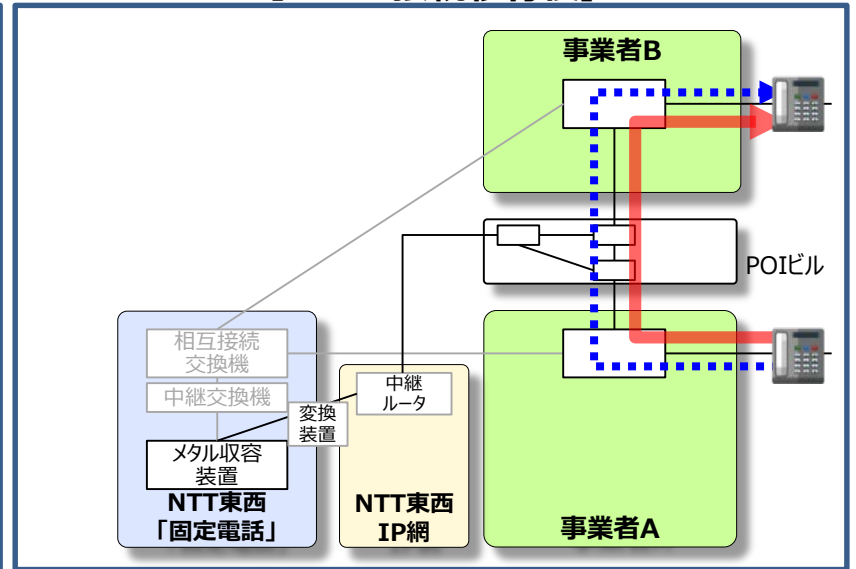 事業者B
POIビル
相互接続
交換機
中継交換機
中継
ルータ
変換
装置
メタル収容
装置
NTT東西
「固定電話」
NTT東西
IP網
事業者A